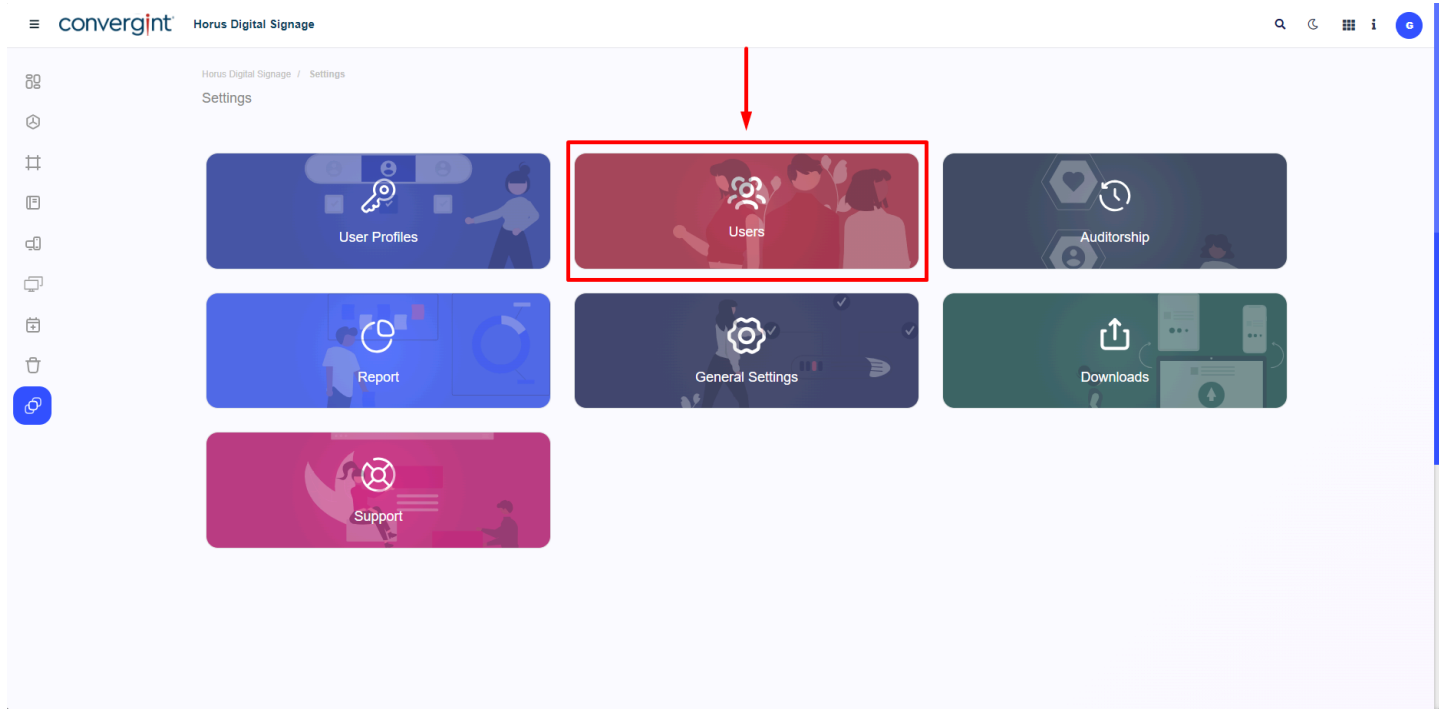 convergint Horus Digital Signage
G
Horus Digital Signage / Settings
Settings
User Profiles
Users
Auditorship
Report
General Settings
Downloads
Support